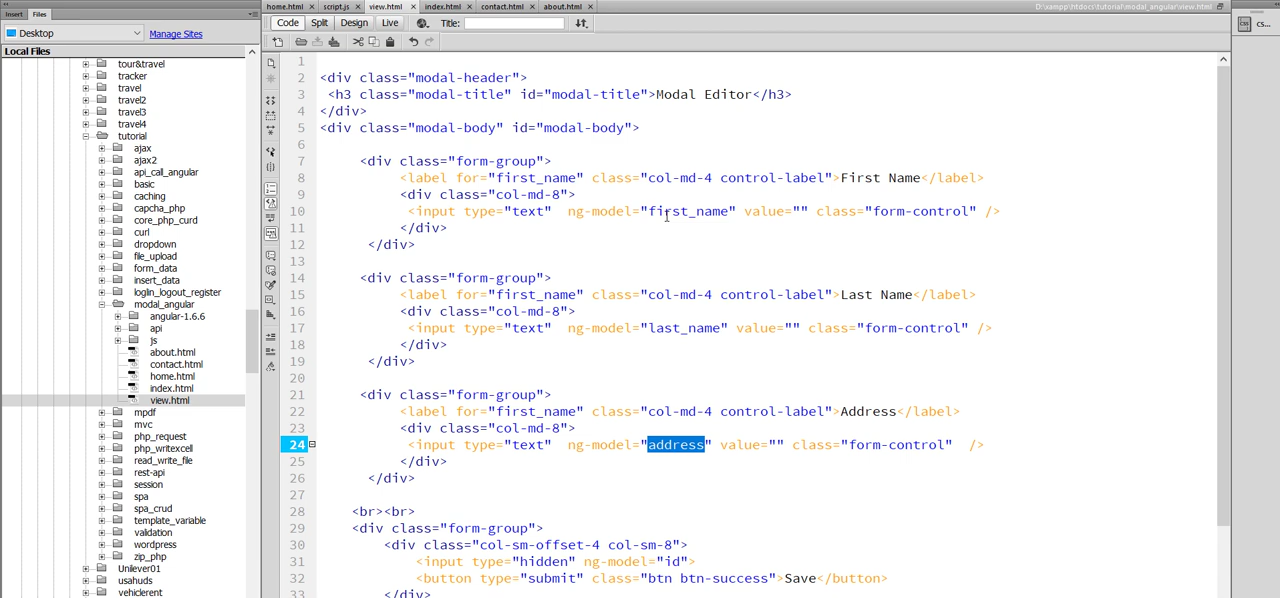 home.html × script.js × view.html × index.html × contact.html × about.html × D:\xampp\htdocs\tutorial\modal_angular\view.html
Insert Files
Code Split Design Live Title:
CSS CS...
Desktop Manage Sites
Local Files
tour&travel
tracker
travel
travel2
travel3
travel4
tutorial
ajax
ajax2
api_call_angular
basic
caching
capcha_php
core_php_curd
curl
dropdown
file_upload
form_data
insert_data
loglin_logout_register
modal_angular
angular-1.6.6
api
js
about.html
contact.html
home.html
index.html
view.html
mpdf
mvc
php_request
php_writexcell
read_write_file
rest-api
session
spa
spa_crud
template_variable
validation
wordpress
zip_php
Unilever01
usahuds
vehiclerent
1
2 <div class="modal-header">
3 <h3 class="modal-title" id="modal-title">Modal Editor</h3>
4 </div>
5 <div class="modal-body" id="modal-body">
6
7 <div class="form-group">
8 <label for="first_name" class="col-md-4 control-label">First Name</label>
9 <div class="col-md-8">
10 <input type="text" ng-model="first_name" value="" class="form-control" />
11 </div>
12 </div>
13
14 <div class="form-group">
15 <label for="first_name" class="col-md-4 control-label">Last Name</label>
16 <div class="col-md-8">
17 <input type="text" ng-model="last_name" value="" class="form-control" />
18 </div>
19 </div>
20
21 <div class="form-group">
22 <label for="first_name" class="col-md-4 control-label">Address</label>
23 <div class="col-md-8">
24 <input type="text" ng-model="address" value="" class="form-control" />
25 </div>
26 </div>
27
28 <br><br>
29 <div class="form-group">
30 <div class="col-sm-offset-4 col-sm-8">
31 <input type="hidden" ng-model="id">
32 <button type="submit" class="btn btn-success">Save</button>
33 </div>